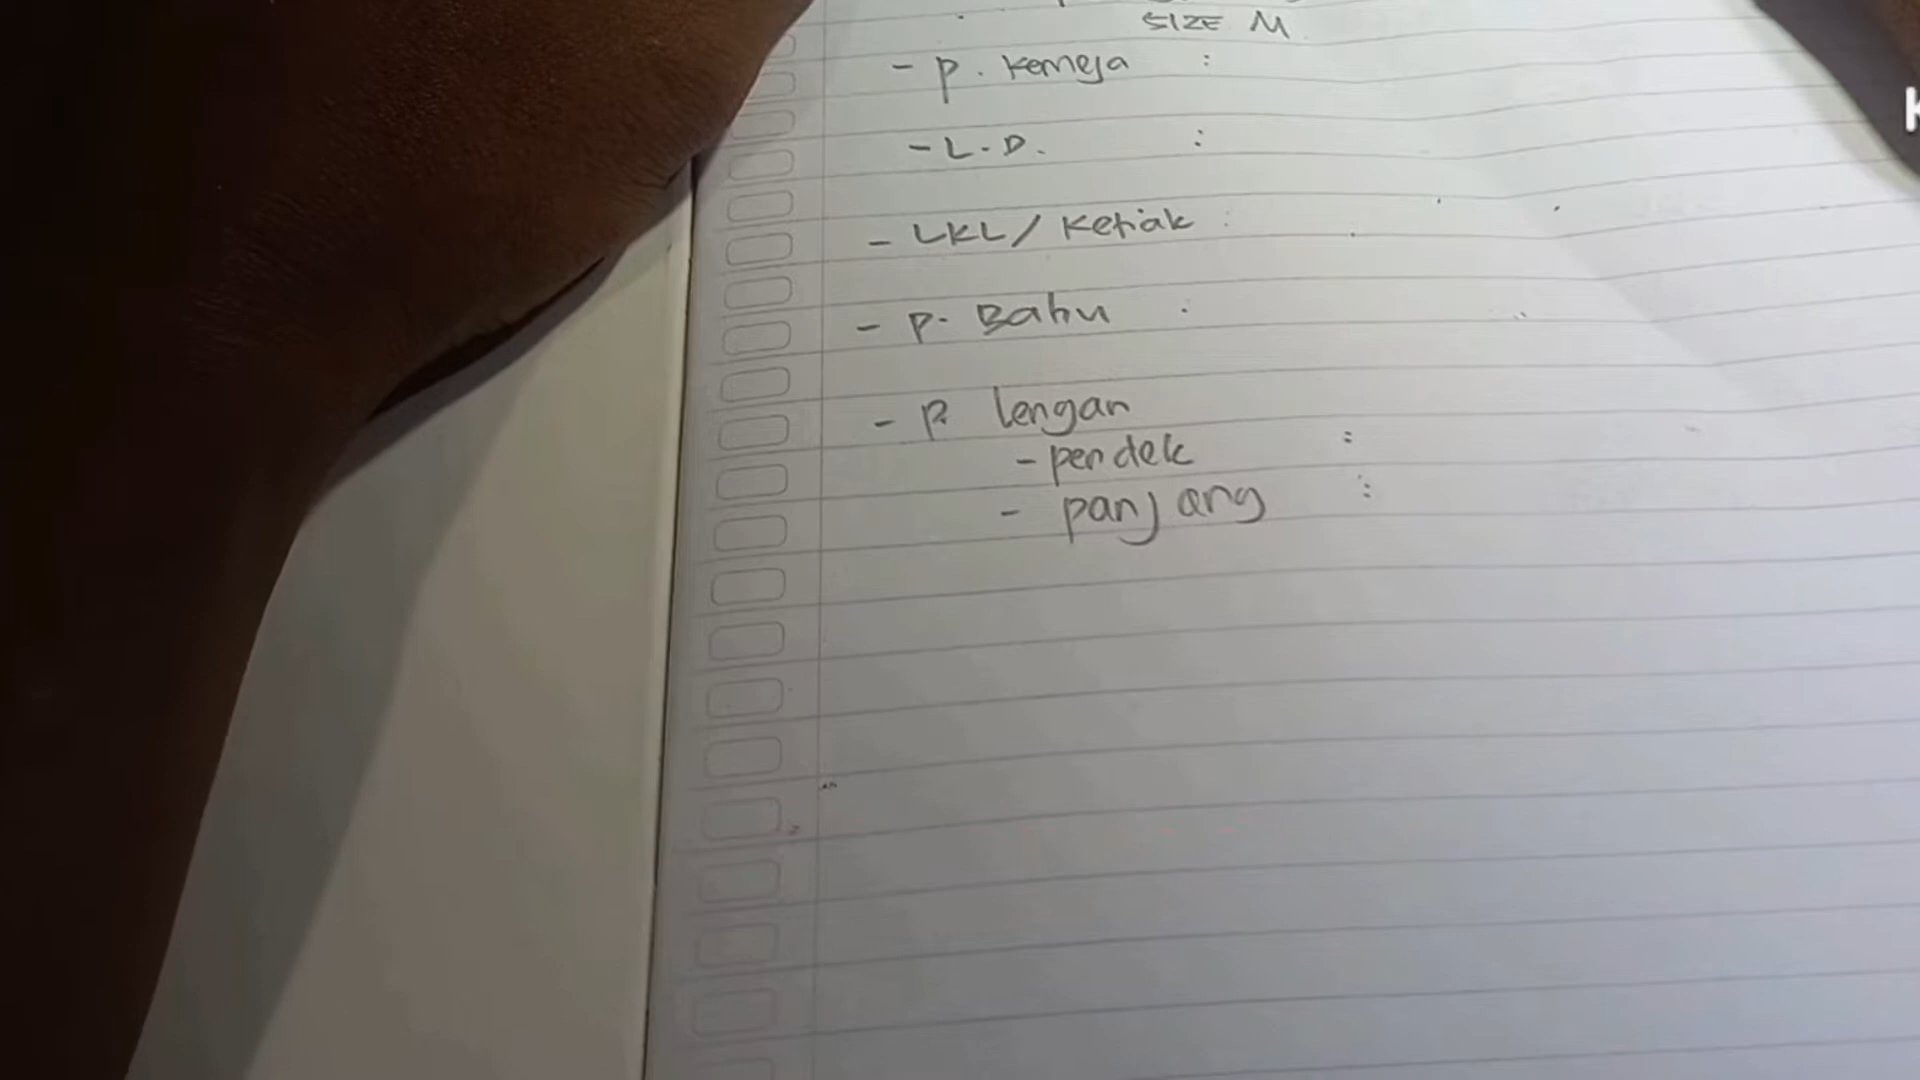 SIZE M
- P. Kemeja :
- L.D. :
- LKL / Ketiak :
- P. Bahu :
- P. lengan
- pendek :
- panjang :